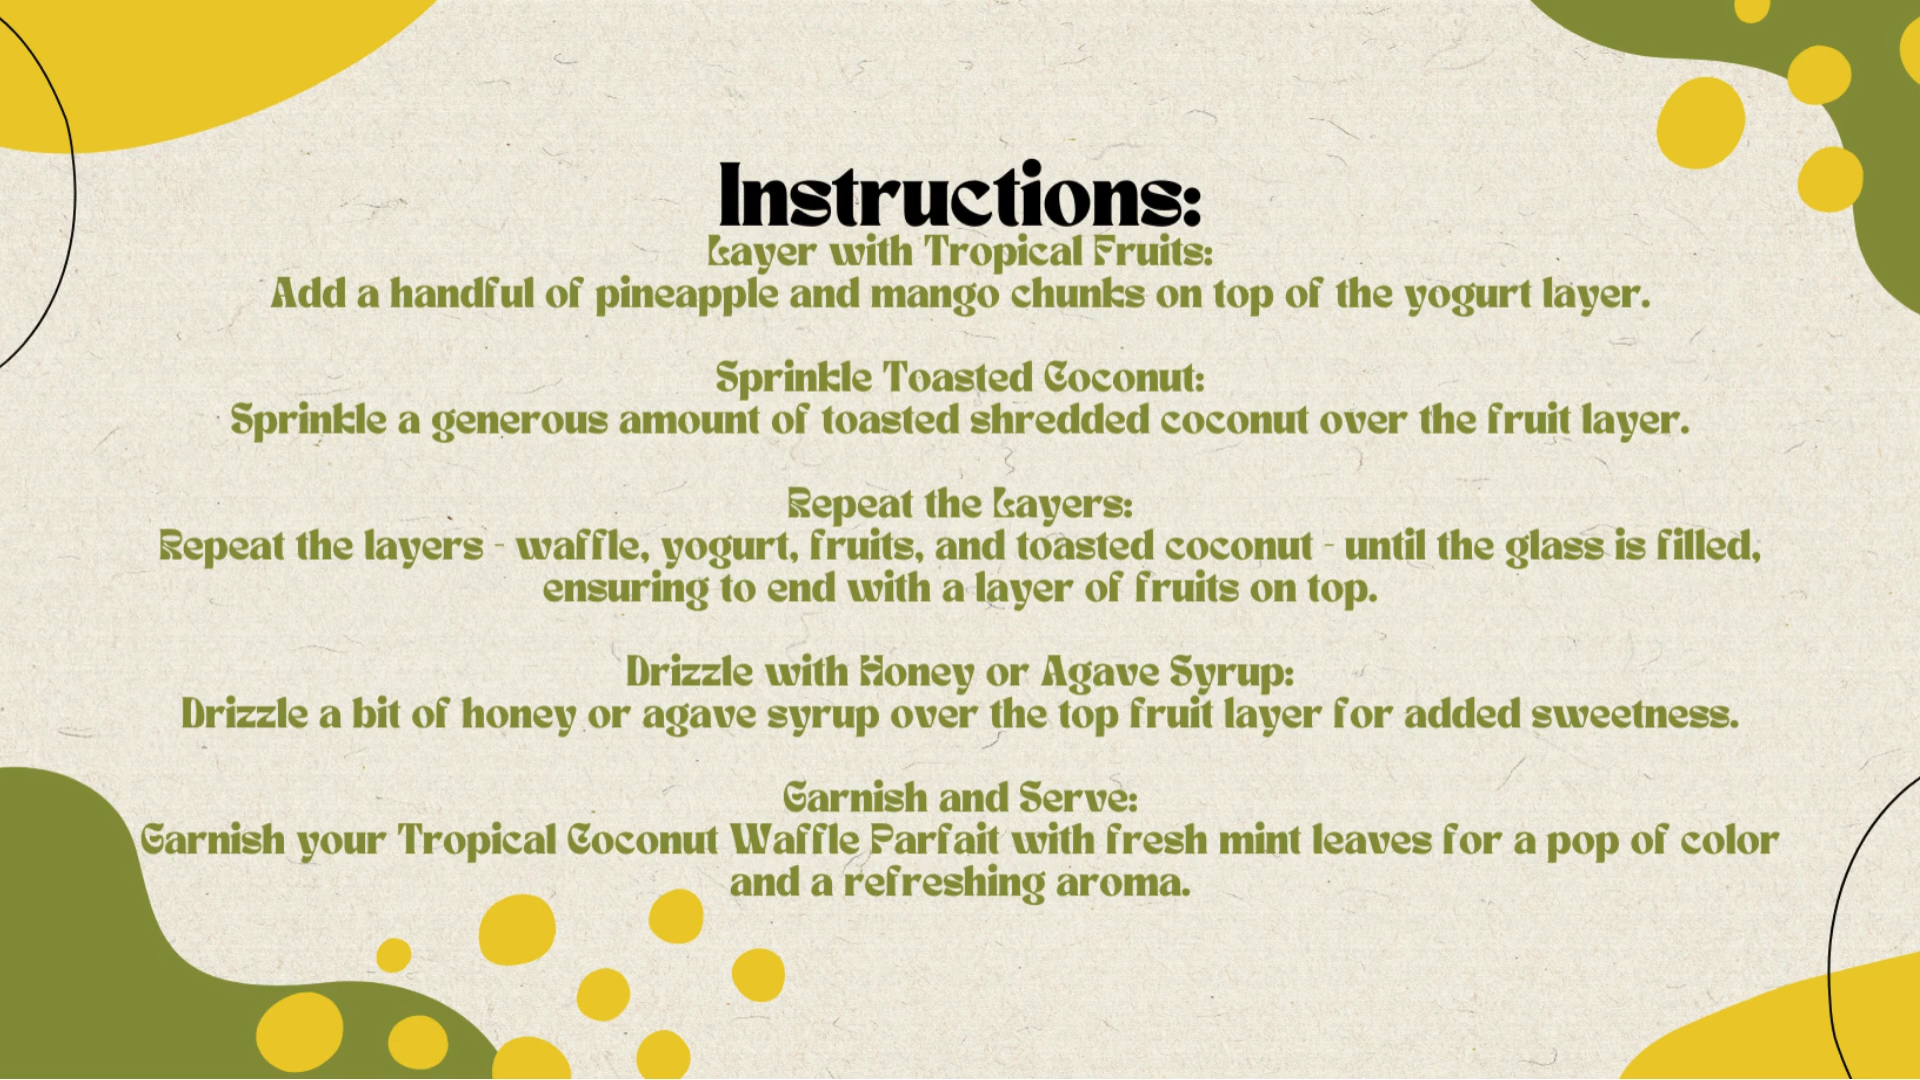 Instructions:
Layer with Tropical Fruits:
Add a handful of pineapple and mango chunks on top of the yogurt layer.
Sprinkle Toasted Coconut:
Sprinkle a generous amount of toasted shredded coconut over the fruit layer.
Repeat the Layers:
Repeat the layers - waffle, yogurt, fruits, and toasted coconut - until the glass is filled,
ensuring to end with a layer of fruits on top.
Drizzle with Honey or Agave Syrup:
Drizzle a bit of honey or agave syrup over the top fruit layer for added sweetness.
Garnish and Serve:
Garnish your Tropical Coconut Waffle Parfait with fresh mint leaves for a pop of color
and a refreshing aroma.